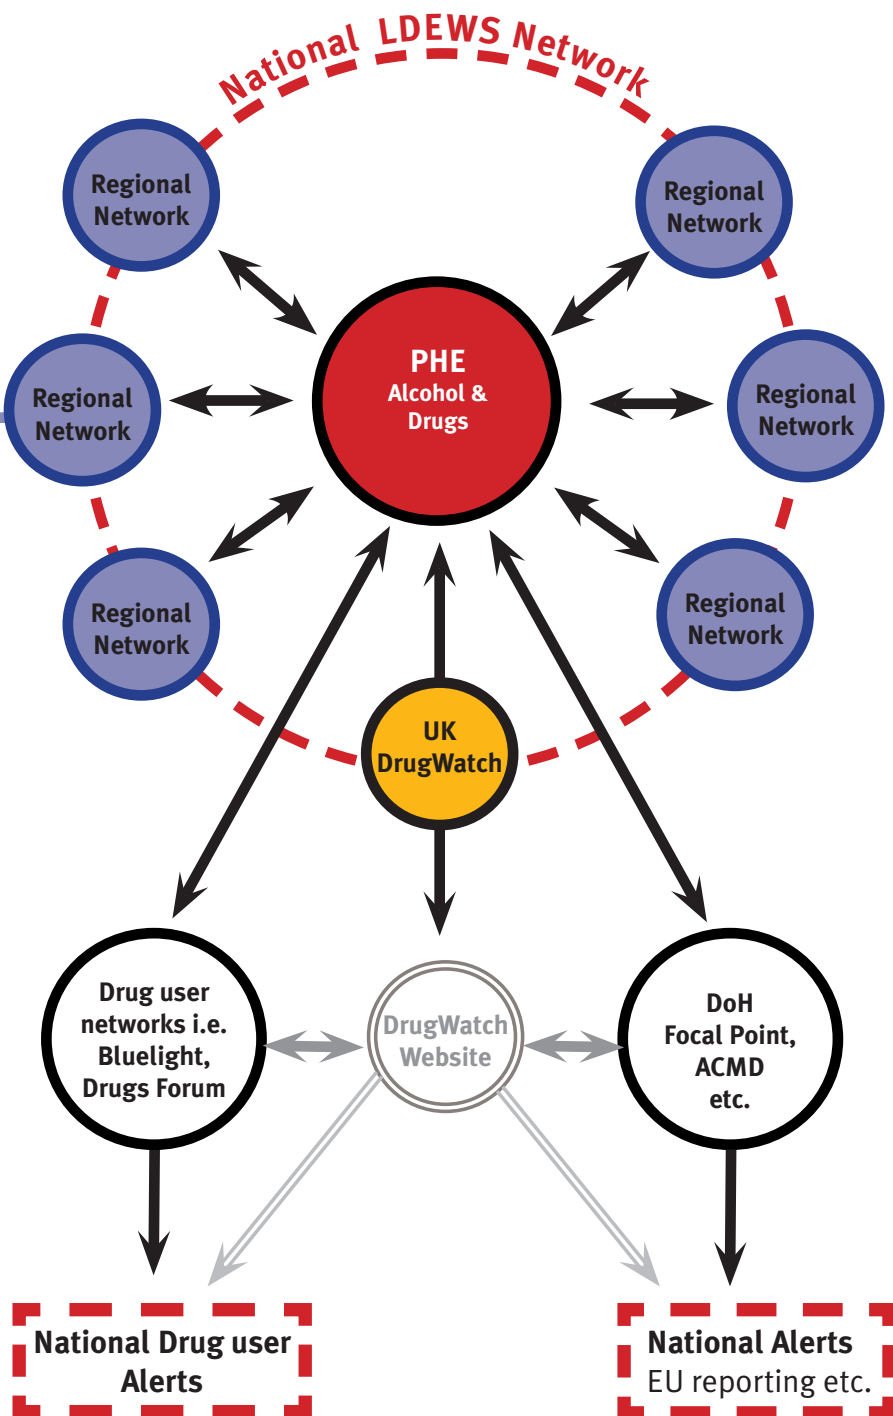 National LDEWS Network
Regional
Network
Regional
Network
PHE
Alcohol &
Drugs
Regional
Network
Regional
Network
Regional
Network
Regional
Network
UK
DrugWatch
Drug user
networks i.e.
Bluelight,
Drugs Forum
DrugWatch
Website
DoH
Focal Point,
ACMD
etc.
National Drug user
Alerts
National Alerts
EU reporting etc.